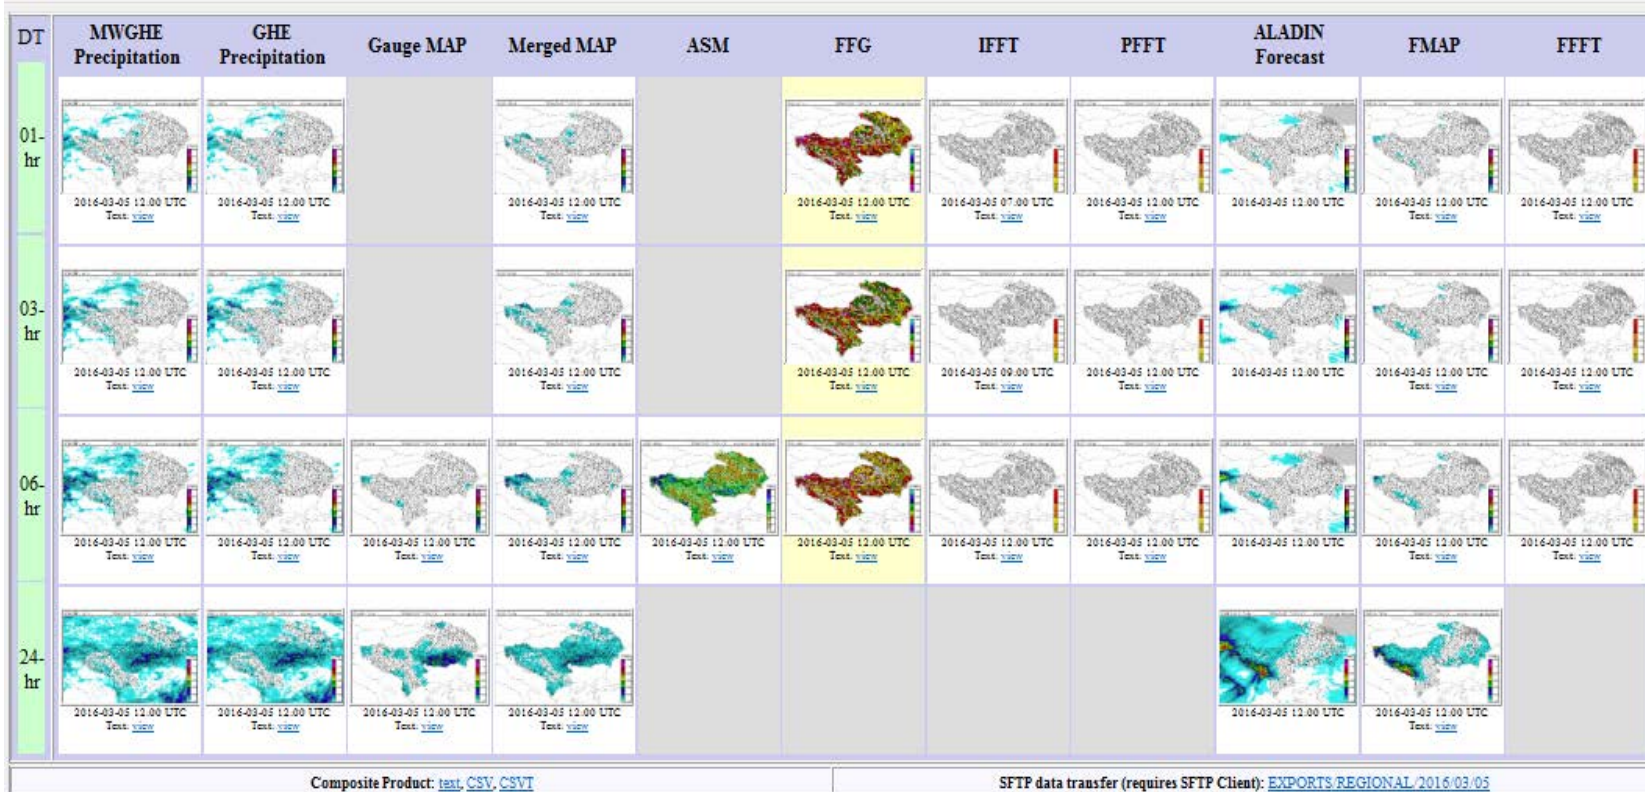 DT
MWGHE
Precipitation
GHE
Precipitation
Gauge MAP
Merged MAP
ASM
FFG
IFFT
PFFT
ALADIN
Forecast
FMAP
FFFT
01-
hr
2016-03-05 12:00 UTC
Text: view
2016-03-05 12:00 UTC
Text: view
2016-03-05 12:00 UTC
Text: view
2016-03-05 12:00 UTC
Text: view
2016-03-05 07:00 UTC
Text: view
2016-03-05 12:00 UTC
Text: view
2016-03-05 12:00 UTC
2016-03-05 12:00 UTC
Text: view
2016-03-05 12:00 UTC
Text: view
03-
hr
2016-03-05 12:00 UTC
Text: view
2016-03-05 12:00 UTC
Text: view
2016-03-05 12:00 UTC
Text: view
2016-03-05 12:00 UTC
Text: view
2016-03-05 09:00 UTC
Text: view
2016-03-05 12:00 UTC
Text: view
2016-03-05 12:00 UTC
2016-03-05 12:00 UTC
Text: view
2016-03-05 12:00 UTC
Text: view
06-
hr
2016-03-05 12:00 UTC
Text: view
2016-03-05 12:00 UTC
Text: view
2016-03-05 12:00 UTC
Text: view
2016-03-05 12:00 UTC
Text: view
2016-03-05 12:00 UTC
Text: view
2016-03-05 12:00 UTC
Text: view
2016-03-05 12:00 UTC
Text: view
2016-03-05 12:00 UTC
Text: view
2016-03-05 12:00 UTC
2016-03-05 12:00 UTC
Text: view
2016-03-05 12:00 UTC
Text: view
24-
hr
2016-03-05 12:00 UTC
Text: view
2016-03-05 12:00 UTC
Text: view
2016-03-05 12:00 UTC
Text: view
2016-03-05 12:00 UTC
Text: view
2016-03-05 12:00 UTC
2016-03-05 12:00 UTC
Text: view
Composite Product: text, CSV, CSVT
SFTP data transfer (requires SFTP Client): EXPORTS/REGIONAL/2016/03/05